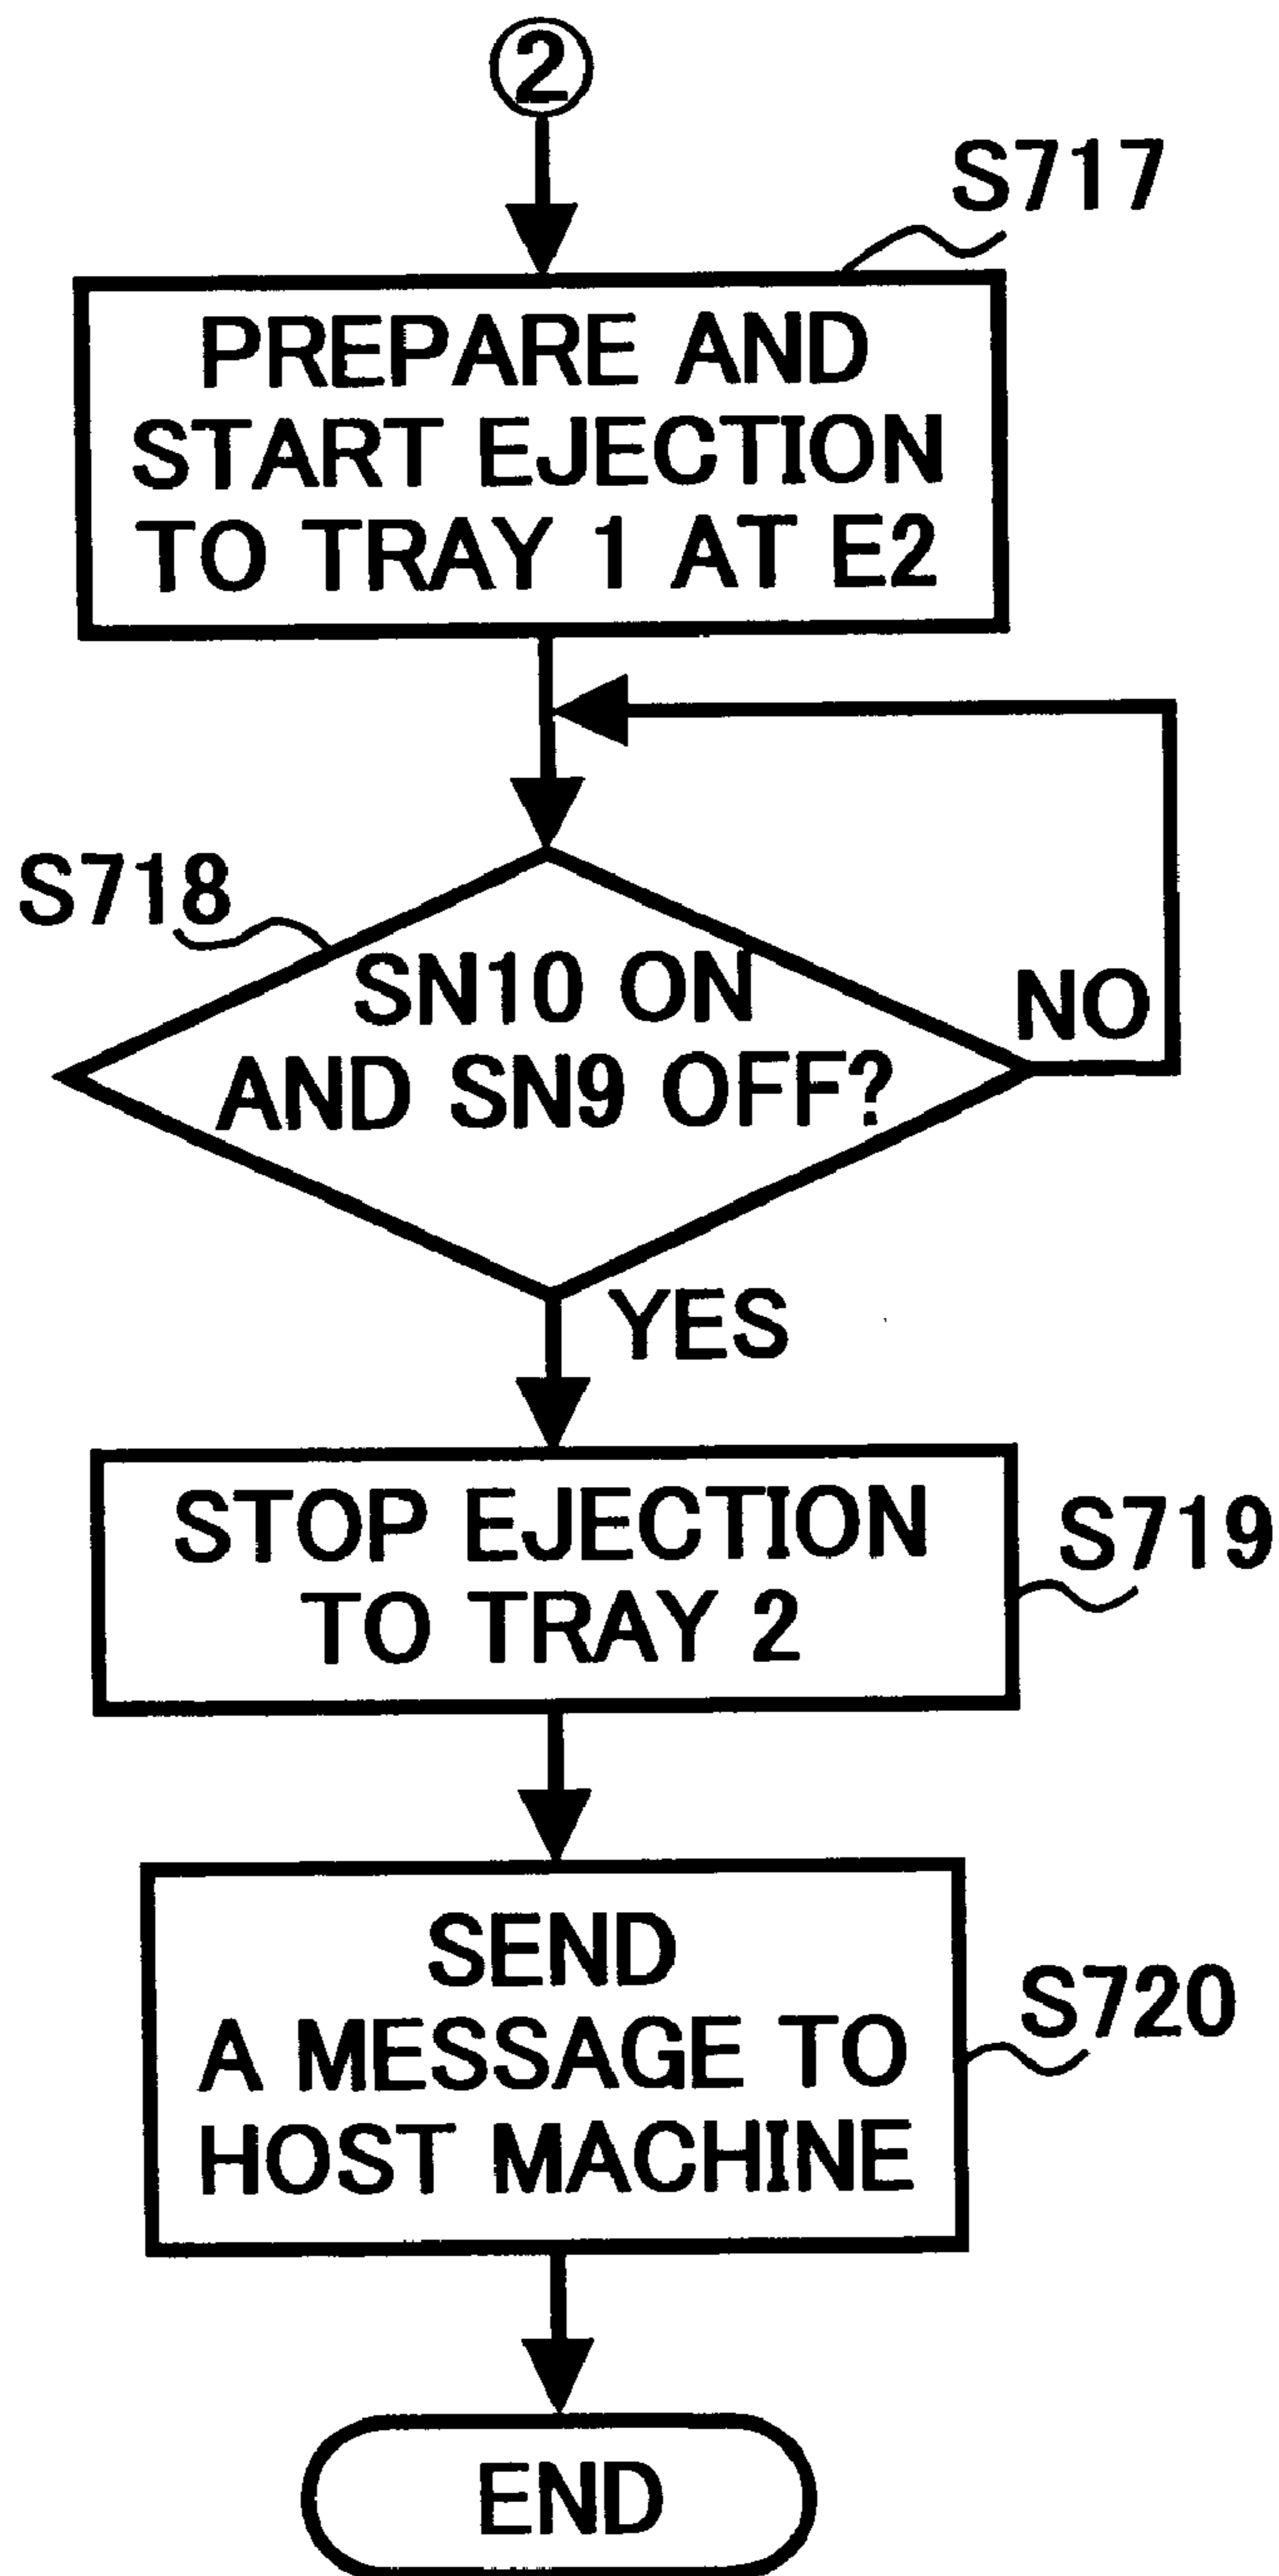 2
S717
PREPARE AND
START EJECTION
TO TRAY 1 AT E2
S718
SN10 ON
AND SN9 OFF?
NO
YES
STOP EJECTION
TO TRAY 2
S719
SEND
A MESSAGE TO
HOST MACHINE
S720
END